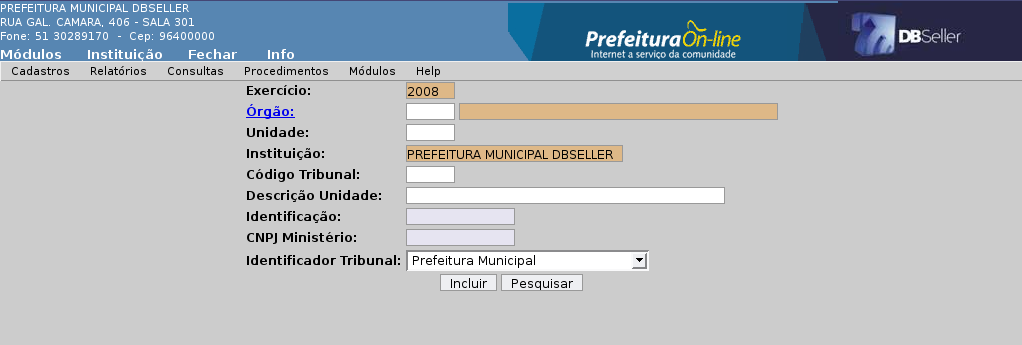 PREFEITURA MUNICIPAL DBSELLER
RUA GAL. CAMARA, 406 - SALA 301
Fone: 51 30289170 - Cep: 96400000
PrefeituraOn-line
Internet a serviço da comunidade
DBSeller
Módulos Instituição Fechar Info
Cadastros Relatórios Consultas Procedimentos Módulos Help
Exercício: 2008
Órgão:
Unidade:
Instituição: PREFEITURA MUNICIPAL DBSELLER
Código Tribunal:
Descrição Unidade:
Identificação:
CNPJ Ministério:
Identificador Tribunal: Prefeitura Municipal
Incluir Pesquisar